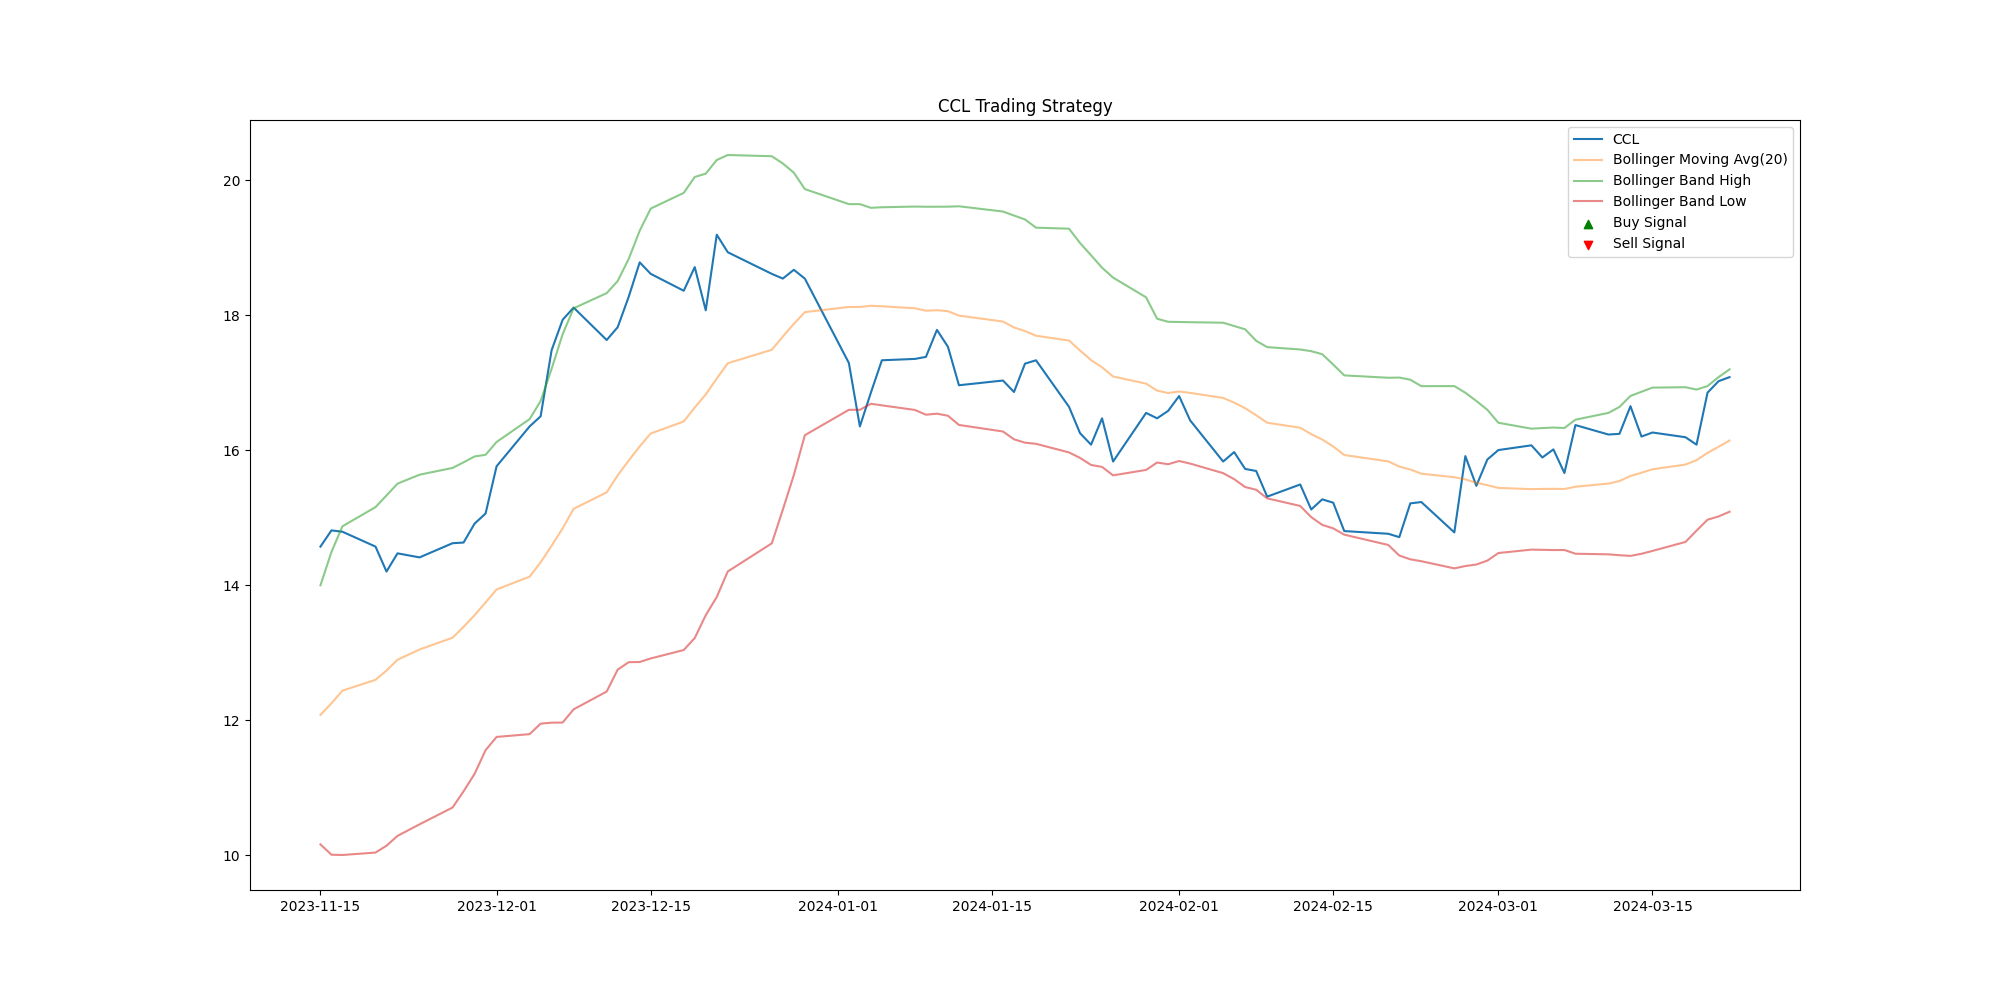 CCL Trading Strategy
CCL
Bollinger Moving Avg(20)
Bollinger Band High
Bollinger Band Low
Buy Signal
Sell Signal
20
18
16
14
12
10
2023-11-15 2023-12-01 2023-12-15 2024-01-01 2024-01-15 2024-02-01 2024-02-15 2024-03-01 2024-03-15